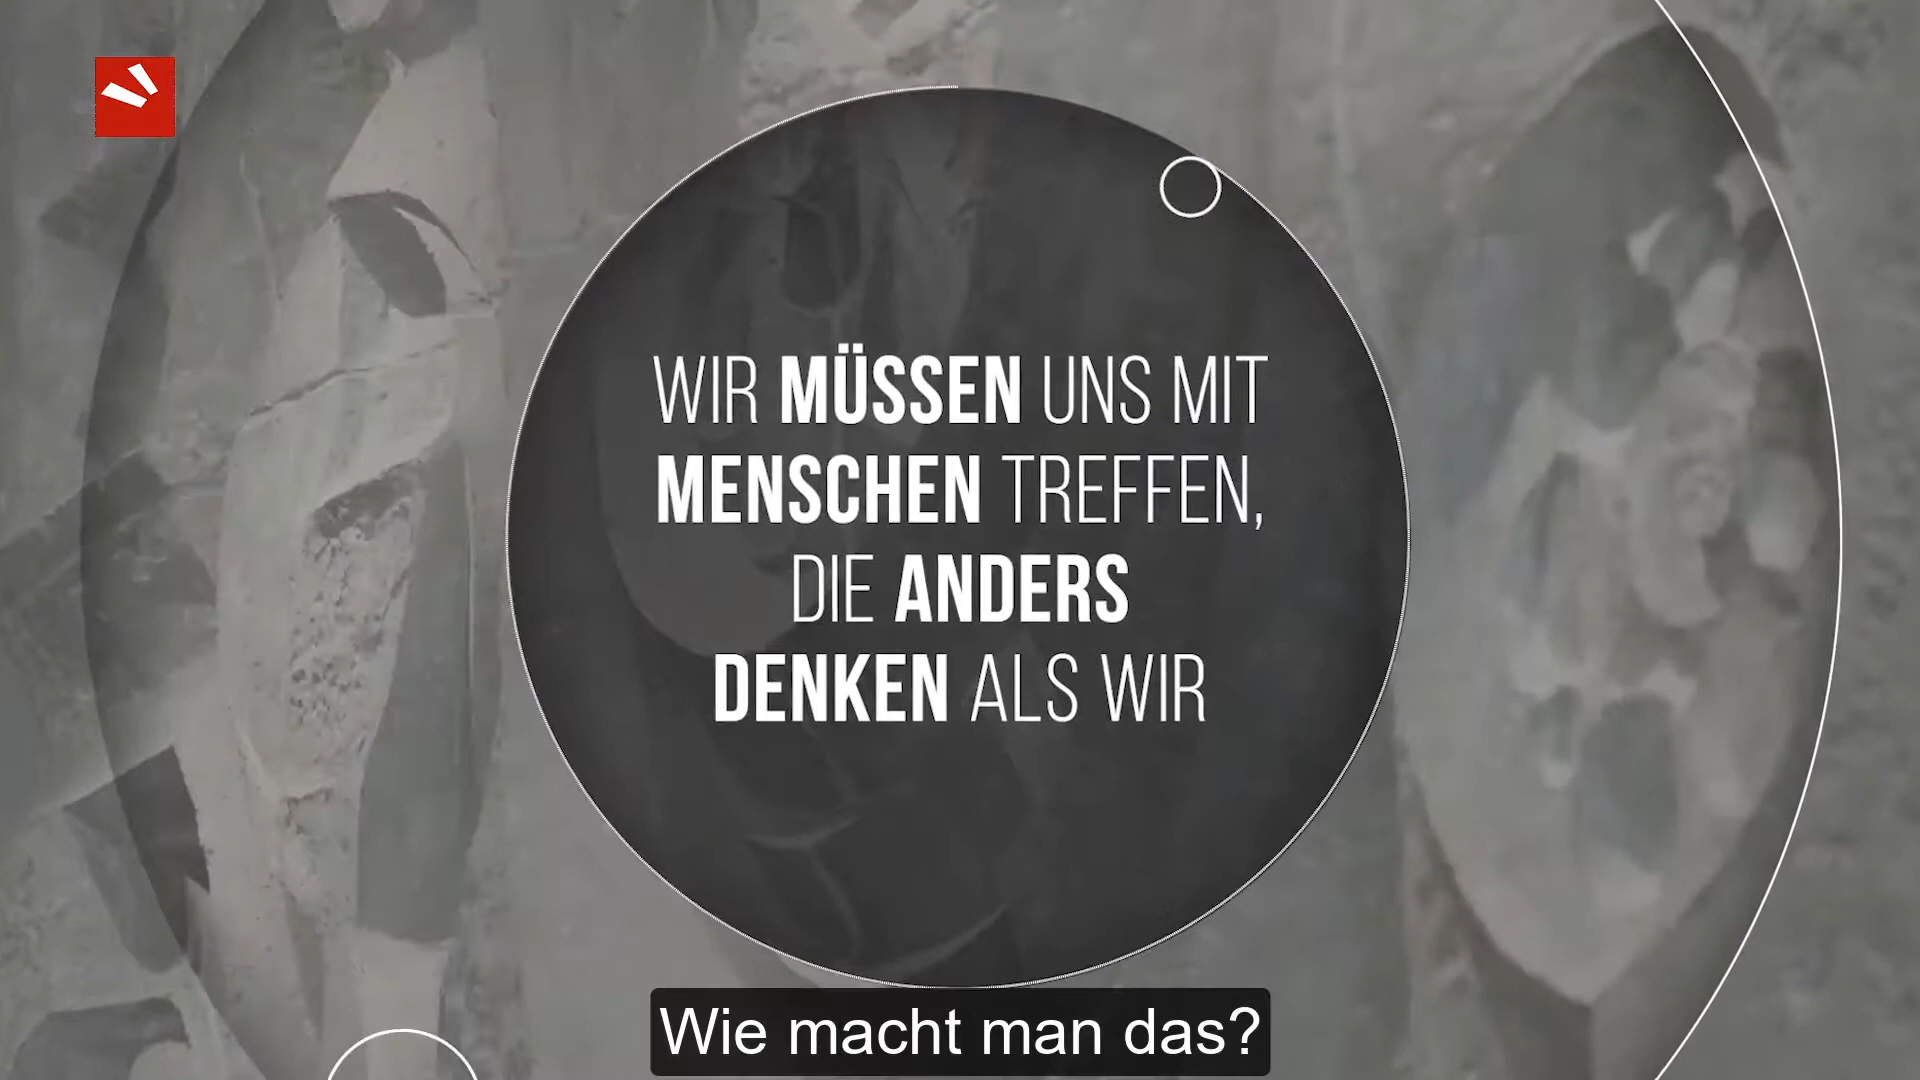 WIR MÜSSEN UNS MIT
MENSCHEN TREFFEN,
DIE ANDERS
DENKEN ALS WIR
Wie macht man das?